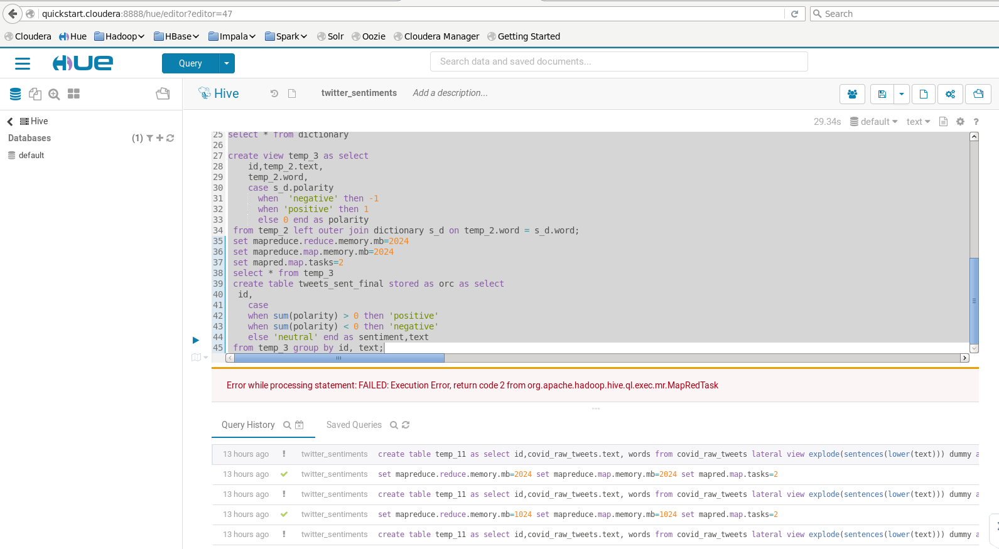 quickstart.cloudera:8888/hue/editor?editor=47
Search
Cloudera Hue Hadoop HBase Impala Spark Solr Oozie Cloudera Manager Getting Started
HUE Query Search data and saved documents...
Hive twitter_sentiments Add a description...
Hive
29.34s default text ?
Databases (1)
default
25 select * from dictionary
26
27 create view temp_3 as select
28 id,temp_2.text,
29 temp_2.word,
30 case s_d.polarity
31 when  'negative' then -1
32 when 'positive' then 1
33 else 0 end as polarity
34 from temp_2 left outer join dictionary s_d on temp_2.word = s_d.word;
35 set mapreduce.reduce.memory.mb=2024
36 set mapreduce.map.memory.mb=2024
37 set mapred.map.tasks=2
38 select * from temp_3
39 create table tweets_sent_final stored as orc as select
40 id,
41 case
42 when sum(polarity) > 0 then 'positive'
43 when sum(polarity) < 0 then 'negative'
44 else 'neutral' end as sentiment,text
45 from temp_3 group by id, text;
Error while processing statement: FAILED: Execution Error, return code 2 from org.apache.hadoop.hive.ql.exec.mr.MapRedTask
Query History Saved Queries
13 hours ago ! twitter_sentiments create table temp_11 as select id,covid_raw_tweets.text, words from covid_raw_tweets lateral view explode(sentences(lower(text))) dummy a
13 hours ago twitter_sentiments set mapreduce.reduce.memory.mb=2024 set mapreduce.map.memory.mb=2024 set mapred.map.tasks=2
13 hours ago ! twitter_sentiments create table temp_11 as select id,covid_raw_tweets.text, words from covid_raw_tweets lateral view explode(sentences(lower(text))) dummy a
13 hours ago twitter_sentiments set mapreduce.reduce.memory.mb=1024 set mapreduce.map.memory.mb=1024 set mapred.map.tasks=2
13 hours ago ! twitter_sentiments create table temp_11 as select id,covid_raw_tweets.text, words from covid_raw_tweets lateral view explode(sentences(lower(text))) dummy a